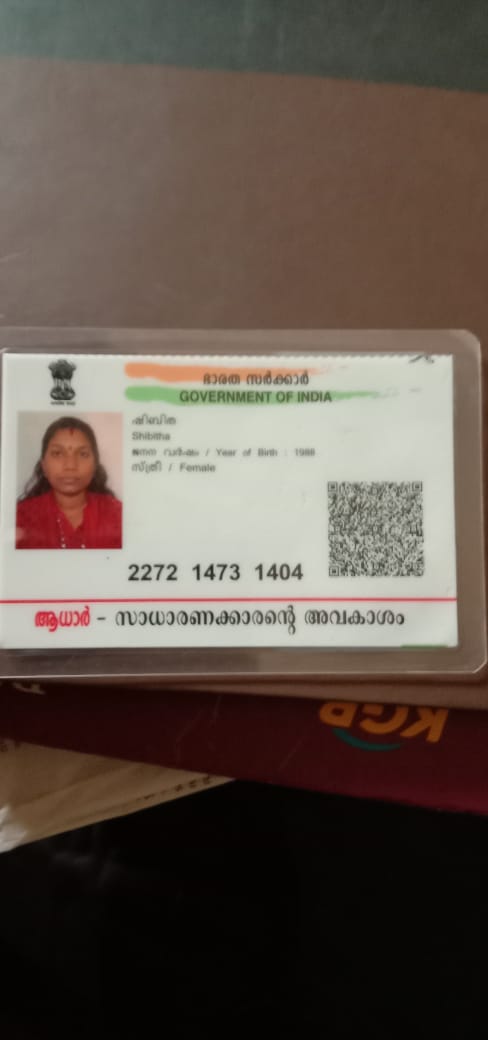 ഭാരത സർക്കാർ
GOVERNMENT OF INDIA
ഷിബിത
Shibitha
ജനന വർഷം / Year of Birth : 1988
സ്ത്രീ / Female
2272 1473 1404
ആധാർ - സാധാരണക്കാരന്റെ അവകാശം
KGB